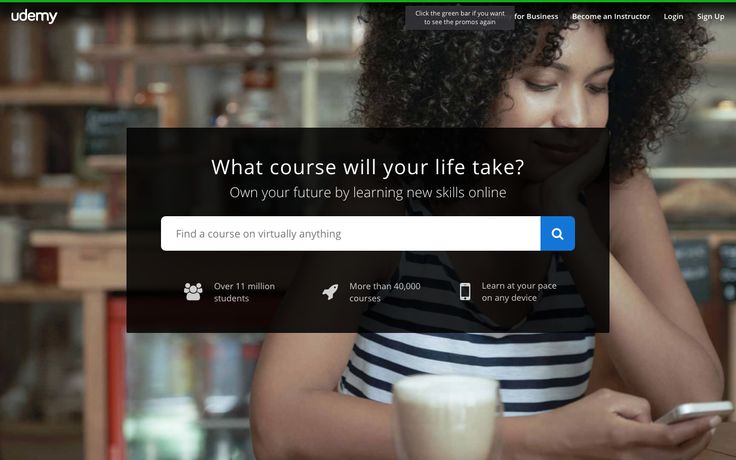 udemy
Click the green bar if you want
to see the promos again
for Business
Become an Instructor
Login
Sign Up
What course will your life take?
Own your future by learning new skills online
Find a course on virtually anything
Over 11 million
students
More than 40,000
courses
Learn at your pace
on any device